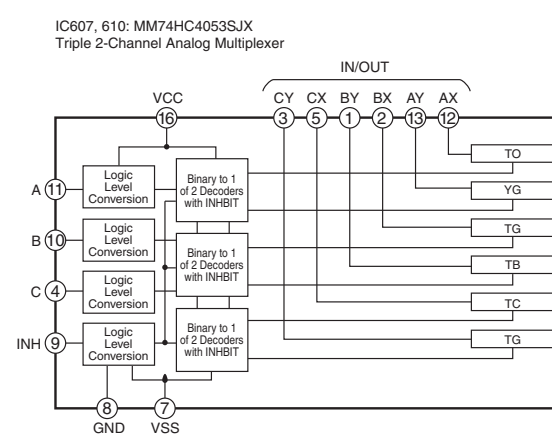 IC607, 610: MM74HC4053SJX
Triple 2-Channel Analog Multiplexer
IN/OUT
VCC CY CX BY BX AY AX
16 3 5 1 2 13 12
TO
Logic
Level
Conversion
Binary to 1
of 2 Decoders
with INHBIT
A 11
YG
B 10
Logic
Level
Conversion
TG
Binary to 1
of 2 Decoders
with INHBIT
TB
C 4
Logic
Level
Conversion
TC
INH 9
Logic
Level
Conversion
Binary to 1
of 2 Decoders
with INHBIT
TG
8 7
GND VSS